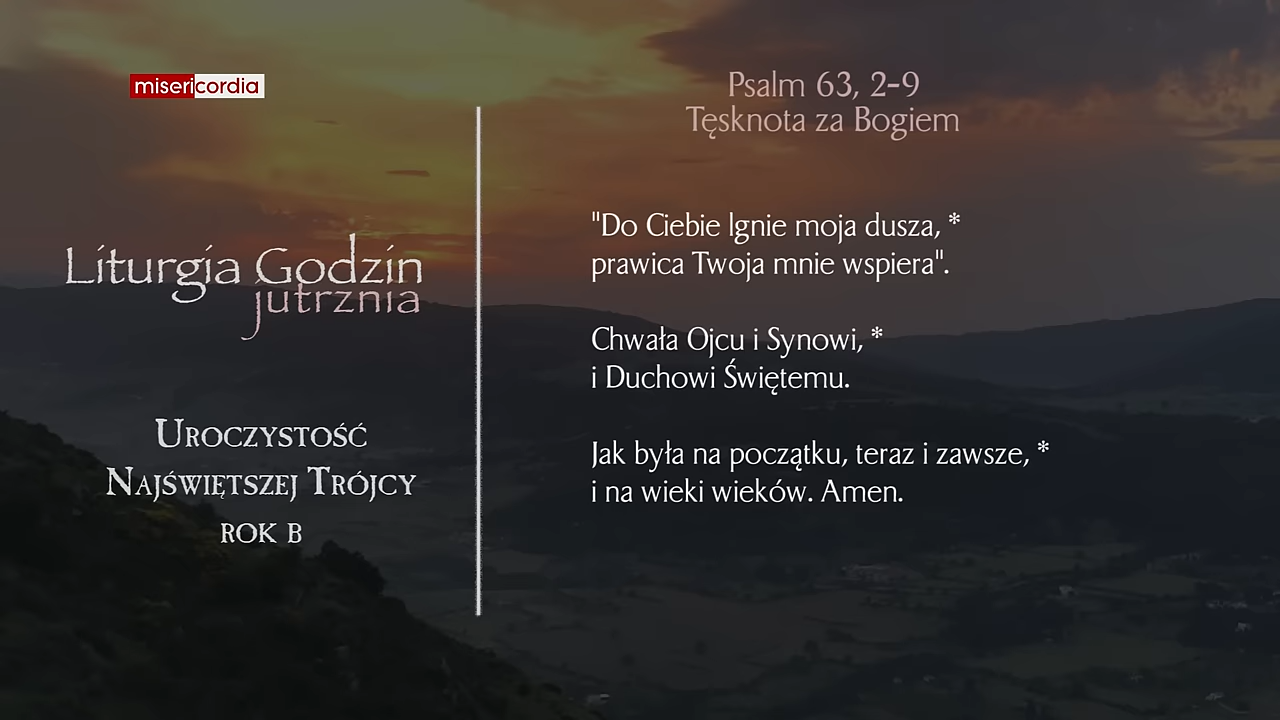 misericordia
Liturgia Godzin
jutrznia
Uroczystość
Najświętszej Trójcy
rok B
Psalm 63, 2-9
Tęsknota za Bogiem
"Do Ciebie lgnie moja dusza, *
prawica Twoja mnie wspiera".
Chwała Ojcu i Synowi, *
i Duchowi Świętemu.
Jak była na początku, teraz i zawsze, *
i na wieki wieków. Amen.